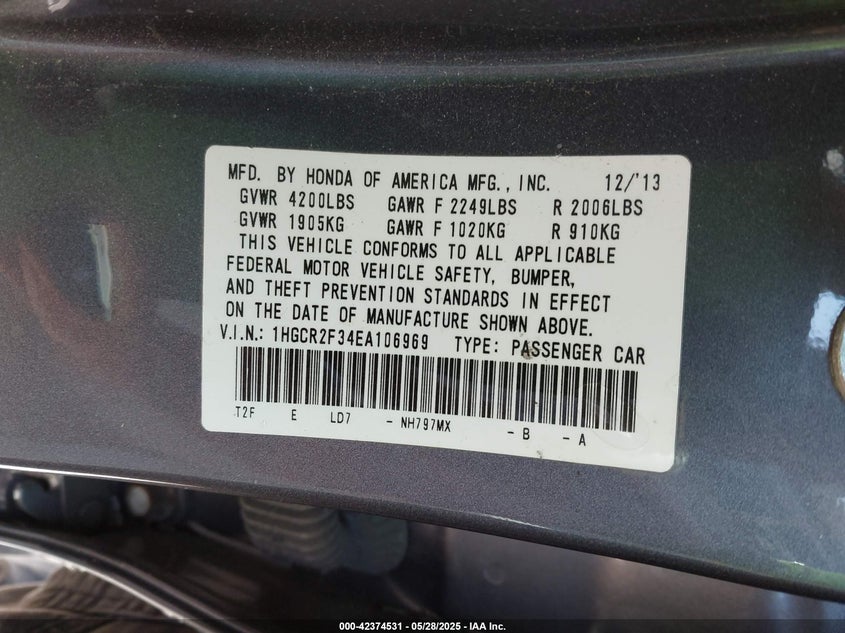 MFD. BY HONDA OF AMERICA MFG., INC. 12/'13
GVWR 4200LBS GAWR F 2249LBS R 2006LBS
GVWR 1905KG GAWR F 1020KG R 910KG
THIS VEHICLE CONFORMS TO ALL APPLICABLE
FEDERAL MOTOR VEHICLE SAFETY, BUMPER,
AND THEFT PREVENTION STANDARDS IN EFFECT
ON THE DATE OF MANUFACTURE SHOWN ABOVE.
V.I.N.: 1HGCR2F34EA106969 TYPE: PASSENGER CAR
T2F E LD7 - NH797MX - B - A
000-42374531 - 05/28/2025 - IAA Inc.